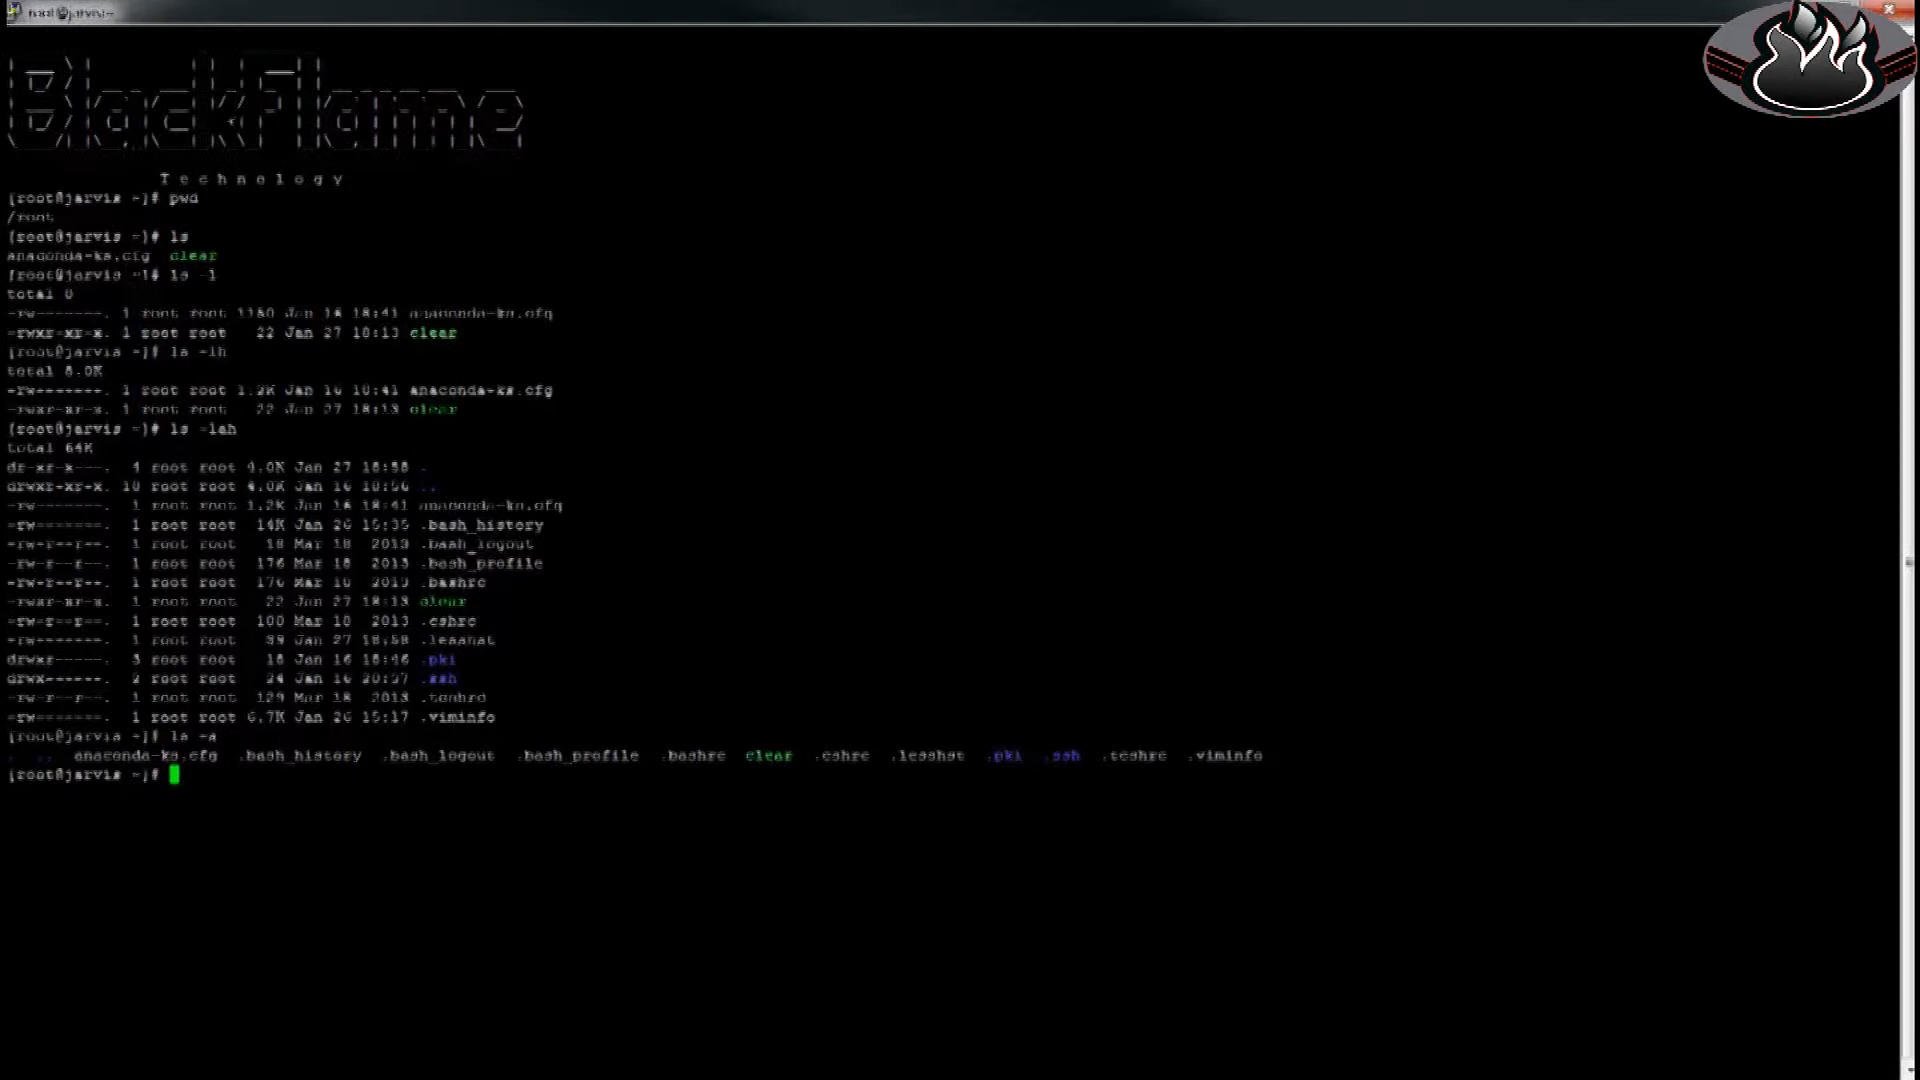 root@jarvis:~
BlackFlame
Technology
[root@jarvis ~]# pwd
/root
[root@jarvis ~]# ls
anaconda-ks.cfg clear
[root@jarvis ~]# ls -l
total 8
-rw-------. 1 root root Jan 16 18:41 anaconda-ks.cfg
-rwxr-xr-x. 1 root root 22 Jan 27 18:13 clear
[root@jarvis ~]# ls -lh
total 8.0K
-rw-------. 1 root root 1.2K Jan 16 18:41 anaconda-ks.cfg
-rwxr-xr-x. 1 root root 22 Jan 27 18:13 clear
[root@jarvis ~]# ls -lah
total 64K
dr-xr-x---. 4 root root 4.0K Jan 27 18:58 .
drwxr-xr-x. 18 root root 4.0K Jan 16 ..
-rw-------. 1 root root 1.2K Jan 16 18:41 anaconda-ks.cfg
-rw-------. 1 root root 14K Jan 26 15:35 .bash_history
-rw-r--r--. 1 root root 18 Mar 18 2013 .bash_logout
-rw-r--r--. 1 root root 176 Mar 18 2013 .bash_profile
-rw-r--r--. 1 root root 176 Mar 18 2013 .bashrc
-rwxr-xr-x. 1 root root 22 Jan 27 18:13 clear
-rw-r--r--. 1 root root 100 Mar 18 2013 .cshrc
-rw-------. 1 root root Jan 27 18:58 .lesshst
drwxr-----. 3 root root 18 Jan 16 18:46 .pki
drwx------. 2 root root 24 Jan 16 20:37 .ssh
-rw-r--r--. 1 root root 129 Mar 18 2013 .tcshrc
-rw-------. 1 root root 6.7K Jan 26 15:17 .viminfo
[root@jarvis ~]# ls -a
. .. anaconda-ks.cfg .bash_history .bash_logout .bash_profile .bashrc clear .cshrc .lesshst .pki .ssh .tcshrc .viminfo
[root@jarvis ~]#